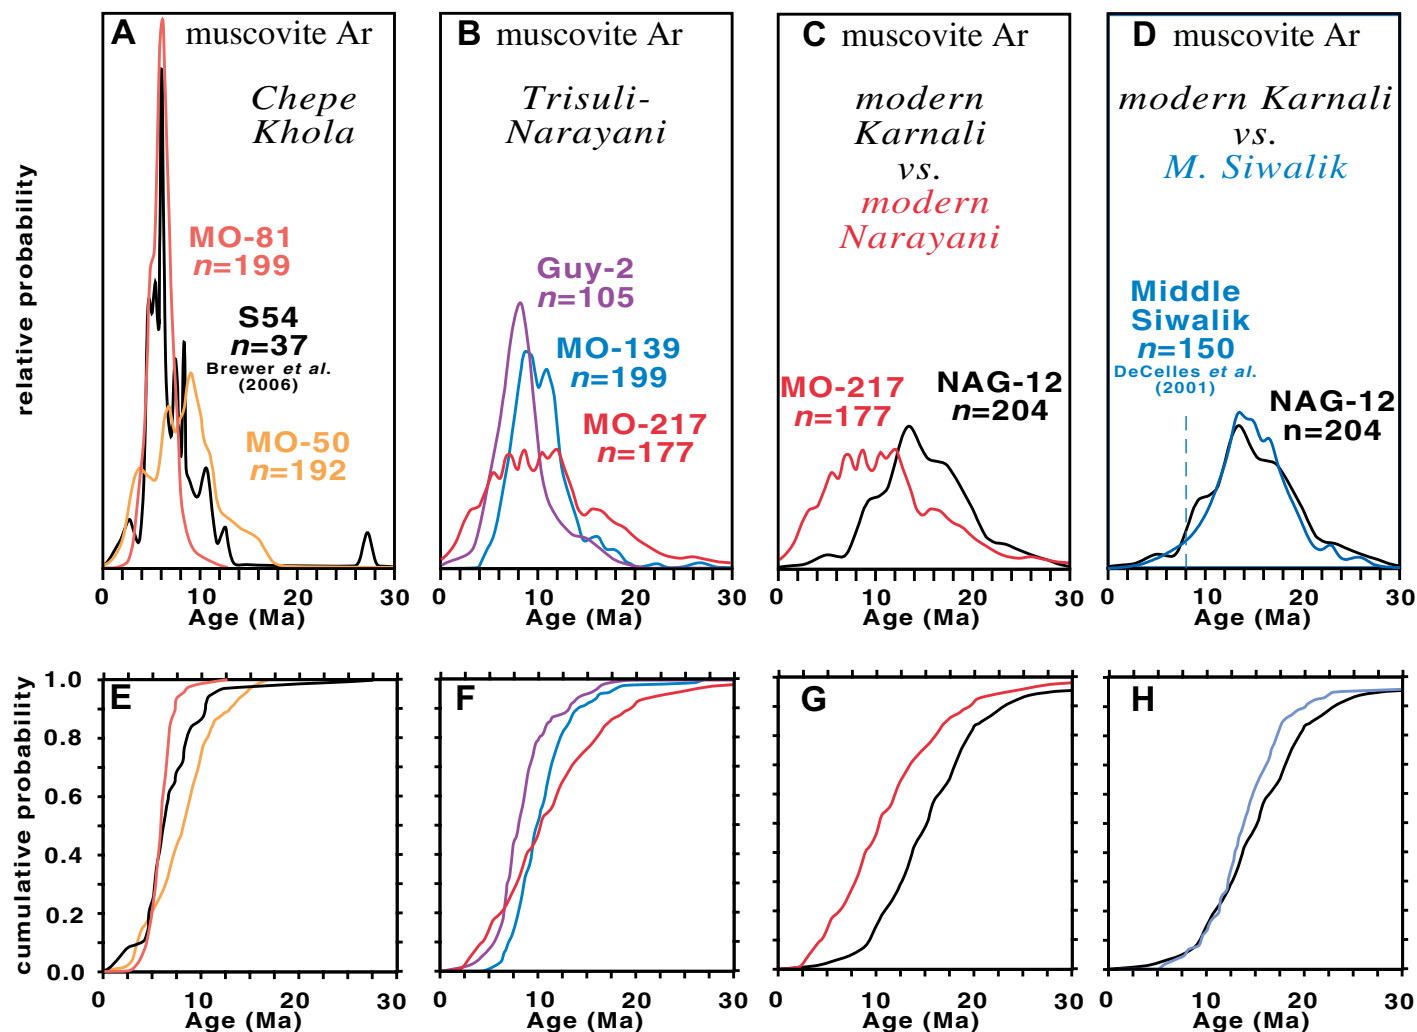 A muscovite Ar
Chepe
Khola
MO-81
n=199
S54
n=37
Brewer et al.
(2006)
MO-50
n=192
relative probability
0 10 20 30
Age (Ma)
B muscovite Ar
Trisuli-
Narayani
Guy-2
n=105
MO-139
n=199
MO-217
n=177
0 10 20 30
Age (Ma)
C muscovite Ar
modern
Karnali
vs.
modern
Narayani
MO-217
n=177
NAG-12
n=204
0 10 20 30
Age (Ma)
D muscovite Ar
modern Karnali
vs.
M. Siwalik
Middle
Siwalik
n=150
DeCelles et al.
(2001)
NAG-12
n=204
0 10 20 30
Age (Ma)
cumulative probability
1.0
0.8
0.6
0.4
0.2
0.0
E
0 10 20 30
Age (Ma)
F
0 10 20 30
Age (Ma)
G
0 10 20 30
Age (Ma)
H
0 10 20 30
Age (Ma)